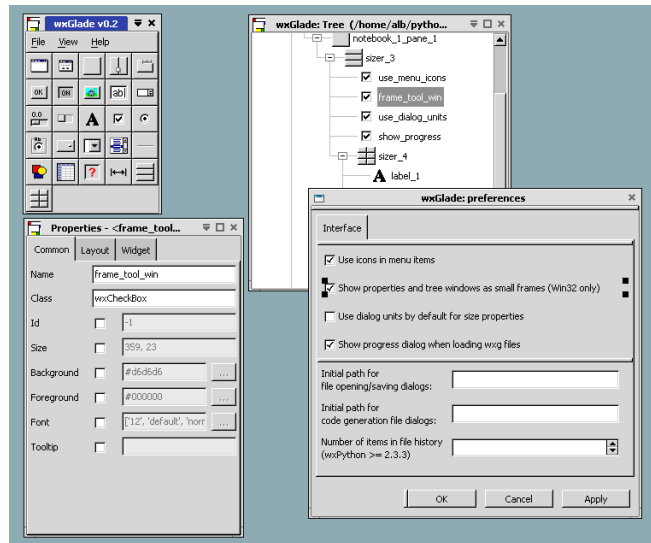 wxGlade v0.2
File View Help
OK ON ab|
0.0 A
Ab
?
wxGlade: Tree (/home/alb/pytho...
notebook_1_pane_1
sizer_3
use_menu_icons
frame_tool_win
use_dialog_units
show_progress
sizer_4
A label_1
Properties - <frame_tool...
Common Layout Widget
Name frame_tool_win
Class wxCheckBox
Id -1
Size 359, 23
Background #d6d6d6 ...
Foreground #000000 ...
Font ['12', 'default', 'norr ...
Tooltip
wxGlade: preferences
Interface
Use icons in menu items
Show properties and tree windows as small frames (Win32 only)
Use dialog units by default for size properties
Show progress dialog when loading wxg files
Initial path for
file opening/saving dialogs:
Initial path for
code generation file dialogs:
Number of items in file history
(wxPython >= 2.3.3)
OK Cancel Apply